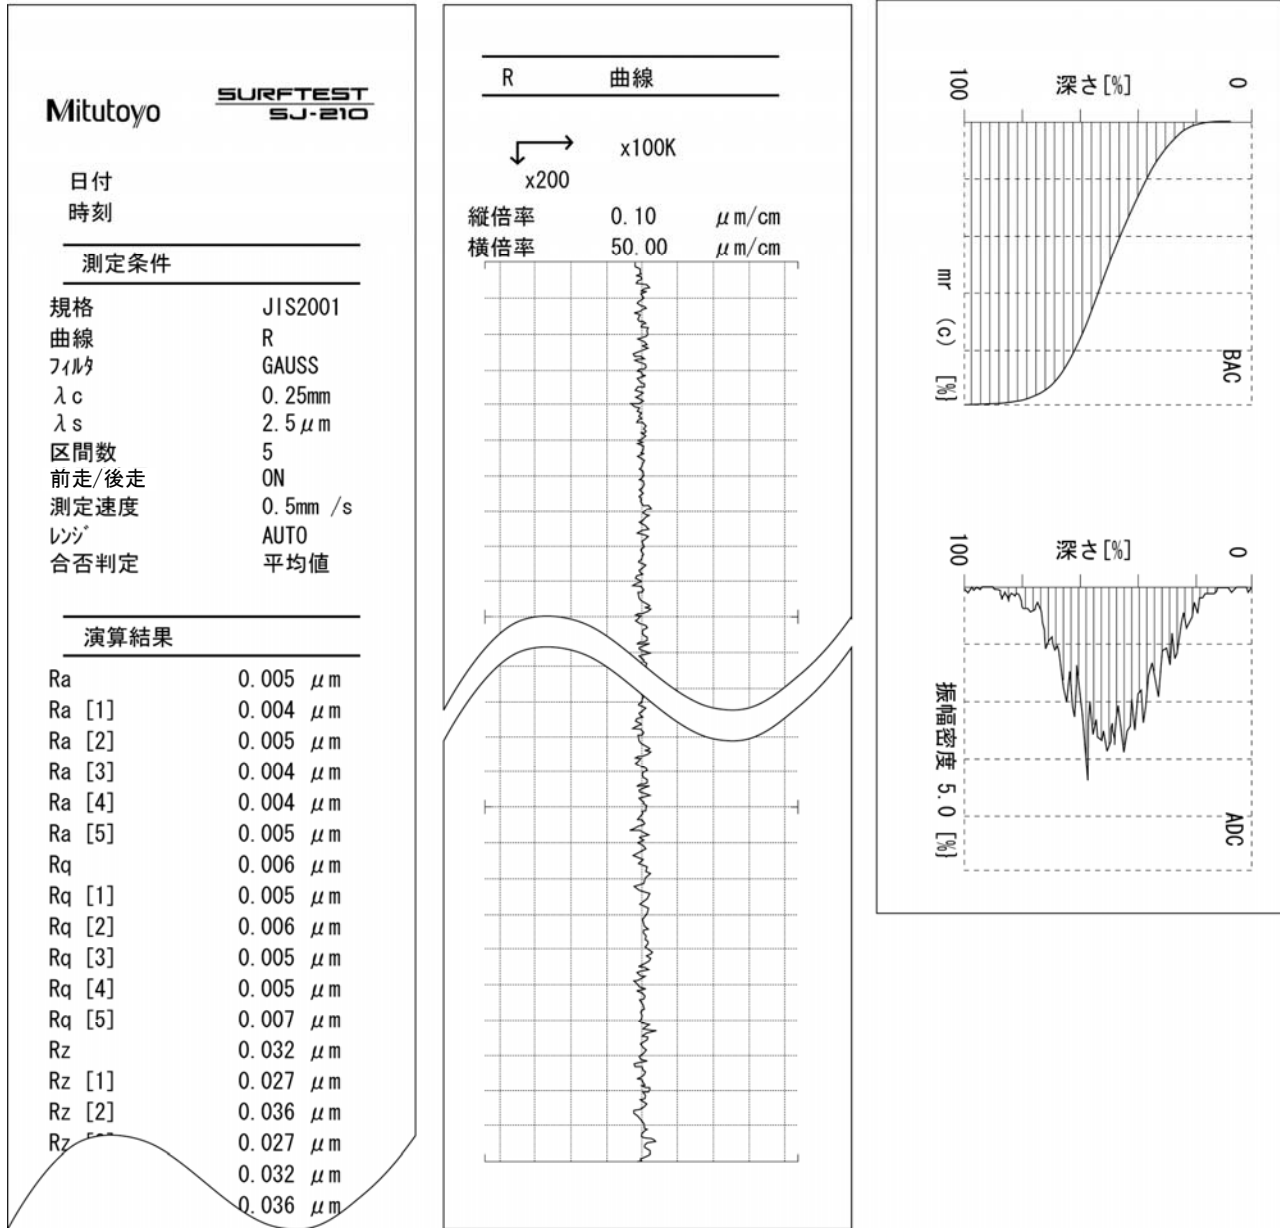 Mitutoyo
SURFTEST
SJ-210
日付
時刻
測定条件
規格 JIS2001
曲線 R
ﾌｨﾙﾀ GAUSS
λc 0.25mm
λs 2.5μm
区間数 5
前走/後走 ON
測定速度 0.5mm /s
ﾚﾝｼﾞ AUTO
合否判定 平均値
演算結果
Ra 0.005 μm
Ra [1] 0.004 μm
Ra [2] 0.005 μm
Ra [3] 0.004 μm
Ra [4] 0.004 μm
Ra [5] 0.005 μm
Rq 0.006 μm
Rq [1] 0.005 μm
Rq [2] 0.006 μm
Rq [3] 0.005 μm
Rq [4] 0.005 μm
Rq [5] 0.007 μm
Rz 0.032 μm
Rz [1] 0.027 μm
Rz [2] 0.036 μm
Rz 0.027 μm
0.032 μm
0.036 μm
R 曲線
x100K
x200
縦倍率 0.10 μm/cm
横倍率 50.00 μm/cm
100 深さ[%] 0
mr (c) [%]
BAC
100 深さ[%] 0
振幅密度 5.0 [%]
ADC